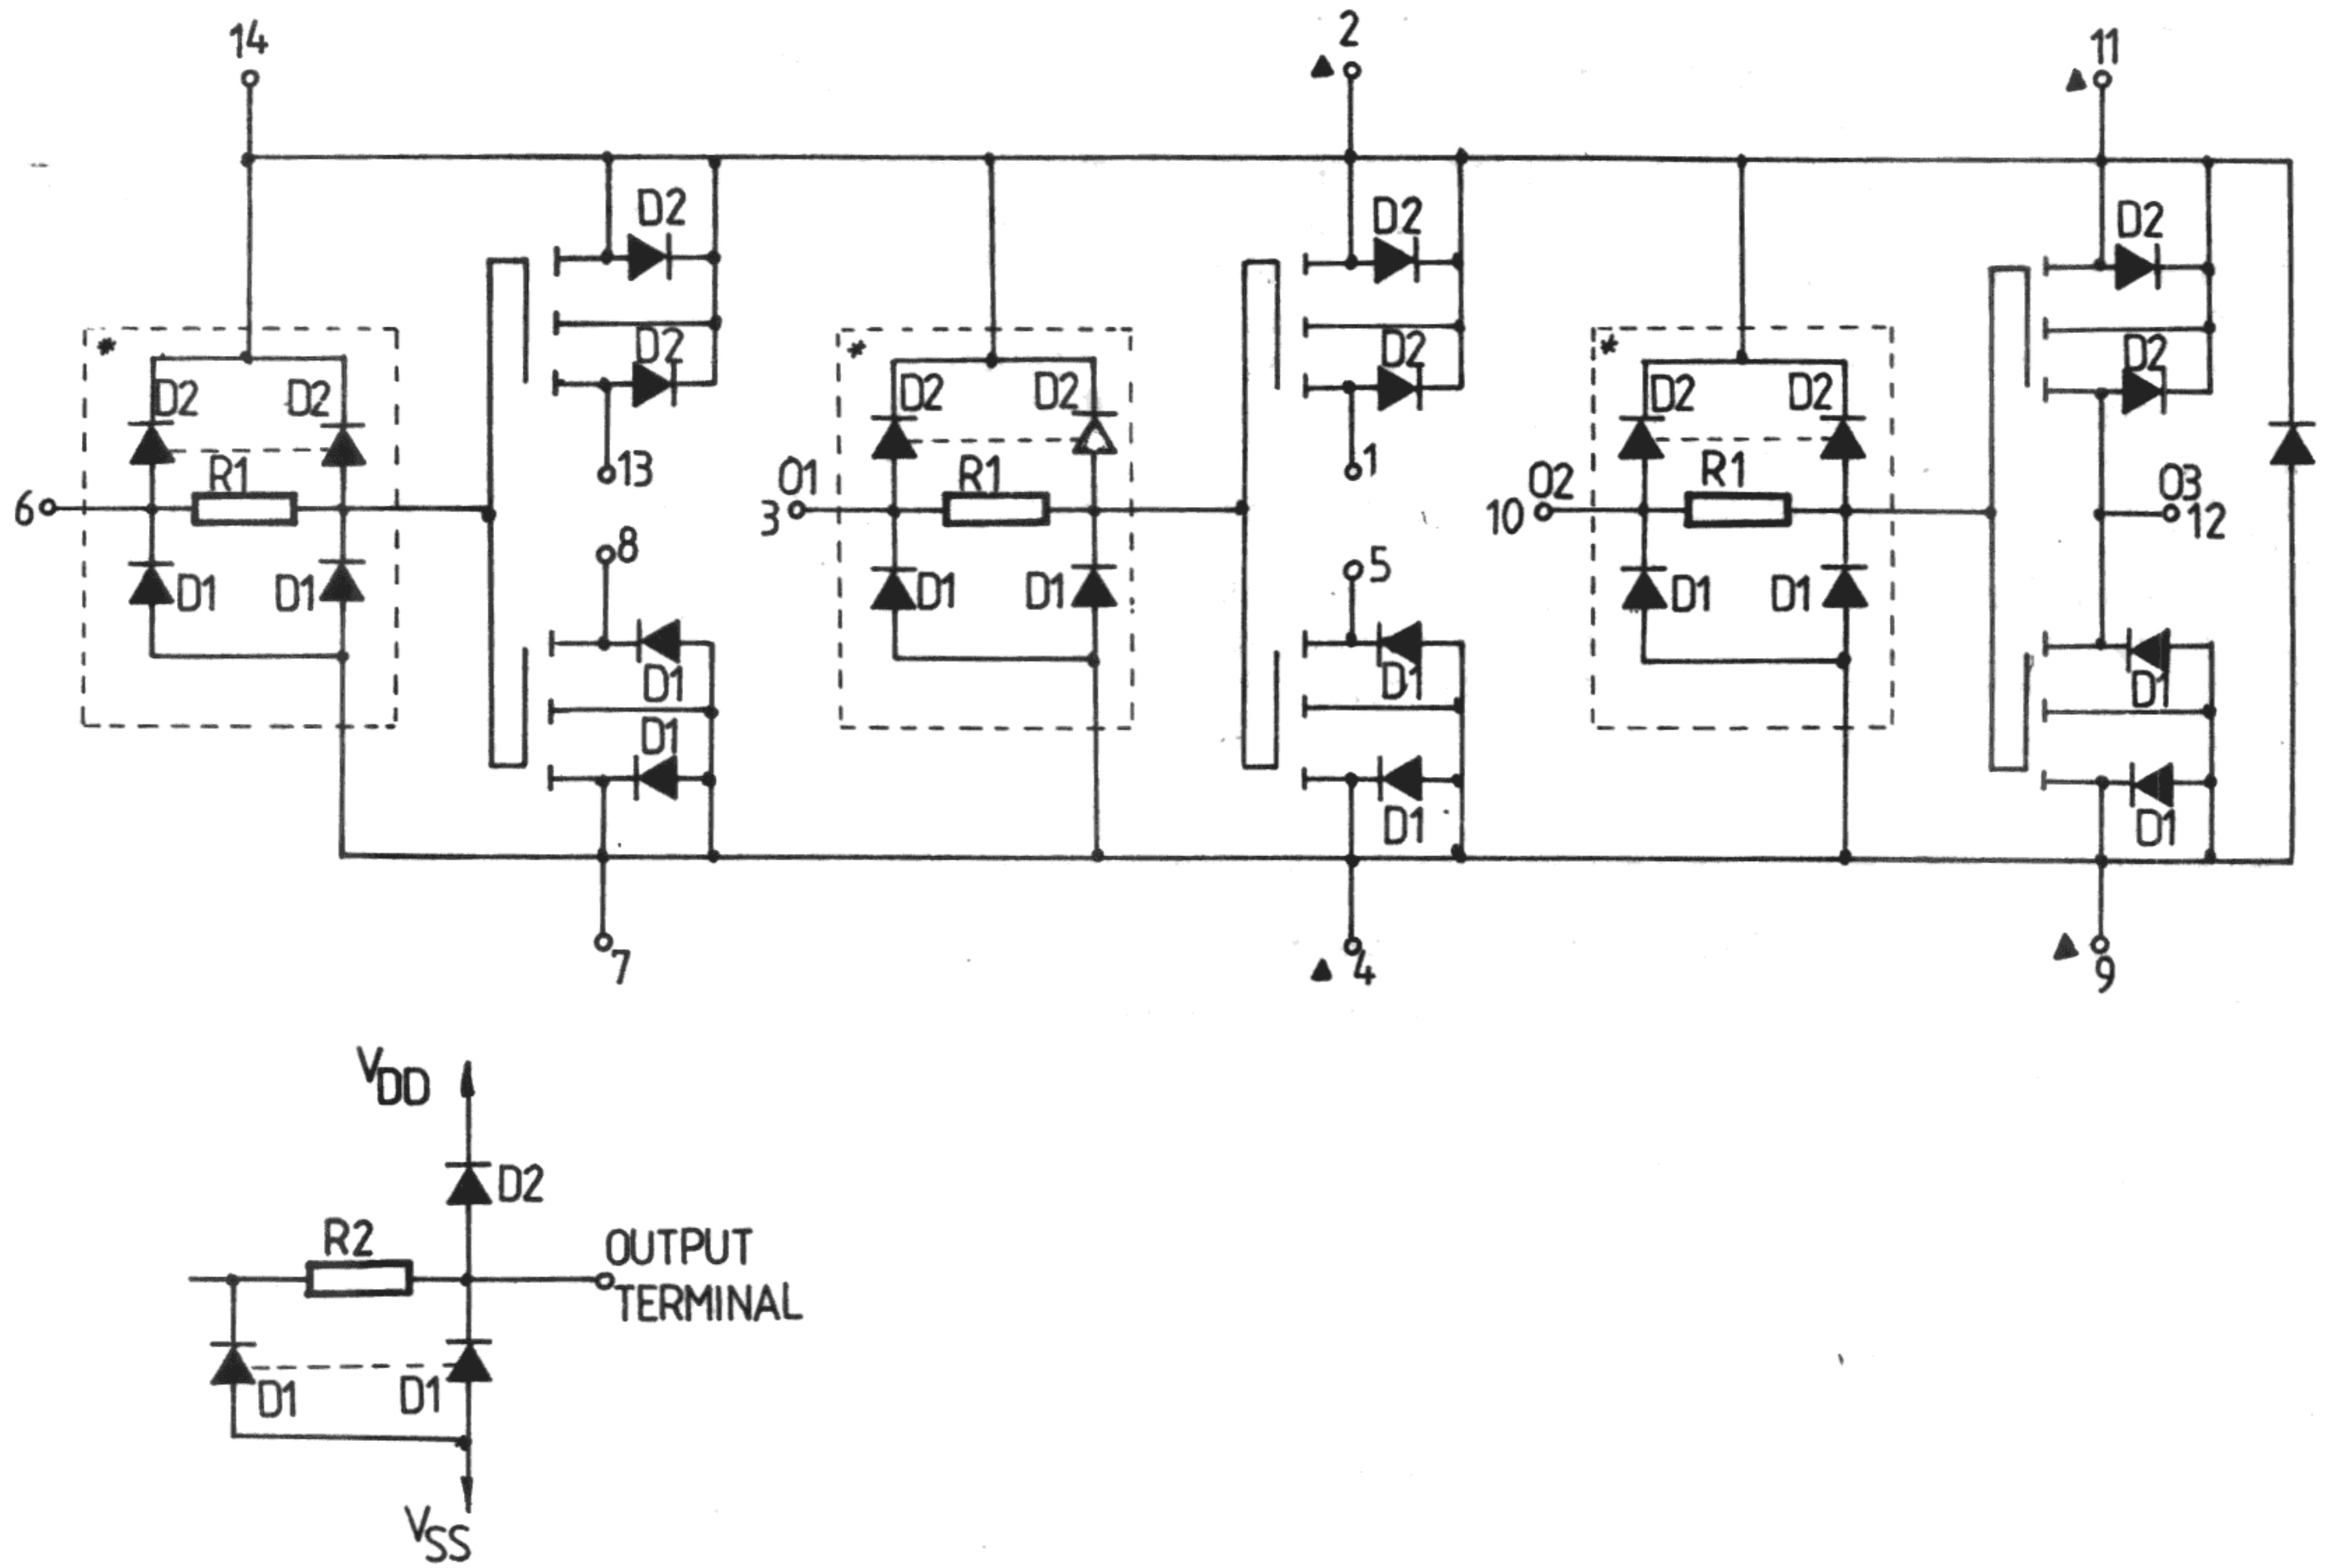 14
2
▲
11
▲
D2
D2
D2
D2
D2
D2
*
*
*
D2
D2
D2
D2
D2
D2
6
R1
13
O1
3
R1
1
O2
10
R1
O3
12
8
5
D1
D1
D1
D1
D1
D1
D1
D1
D1
D1
D1
D1
7
▲ 4
▲ 9
VDD
D2
R2
OUTPUT
TERMINAL
D1
D1
VSS